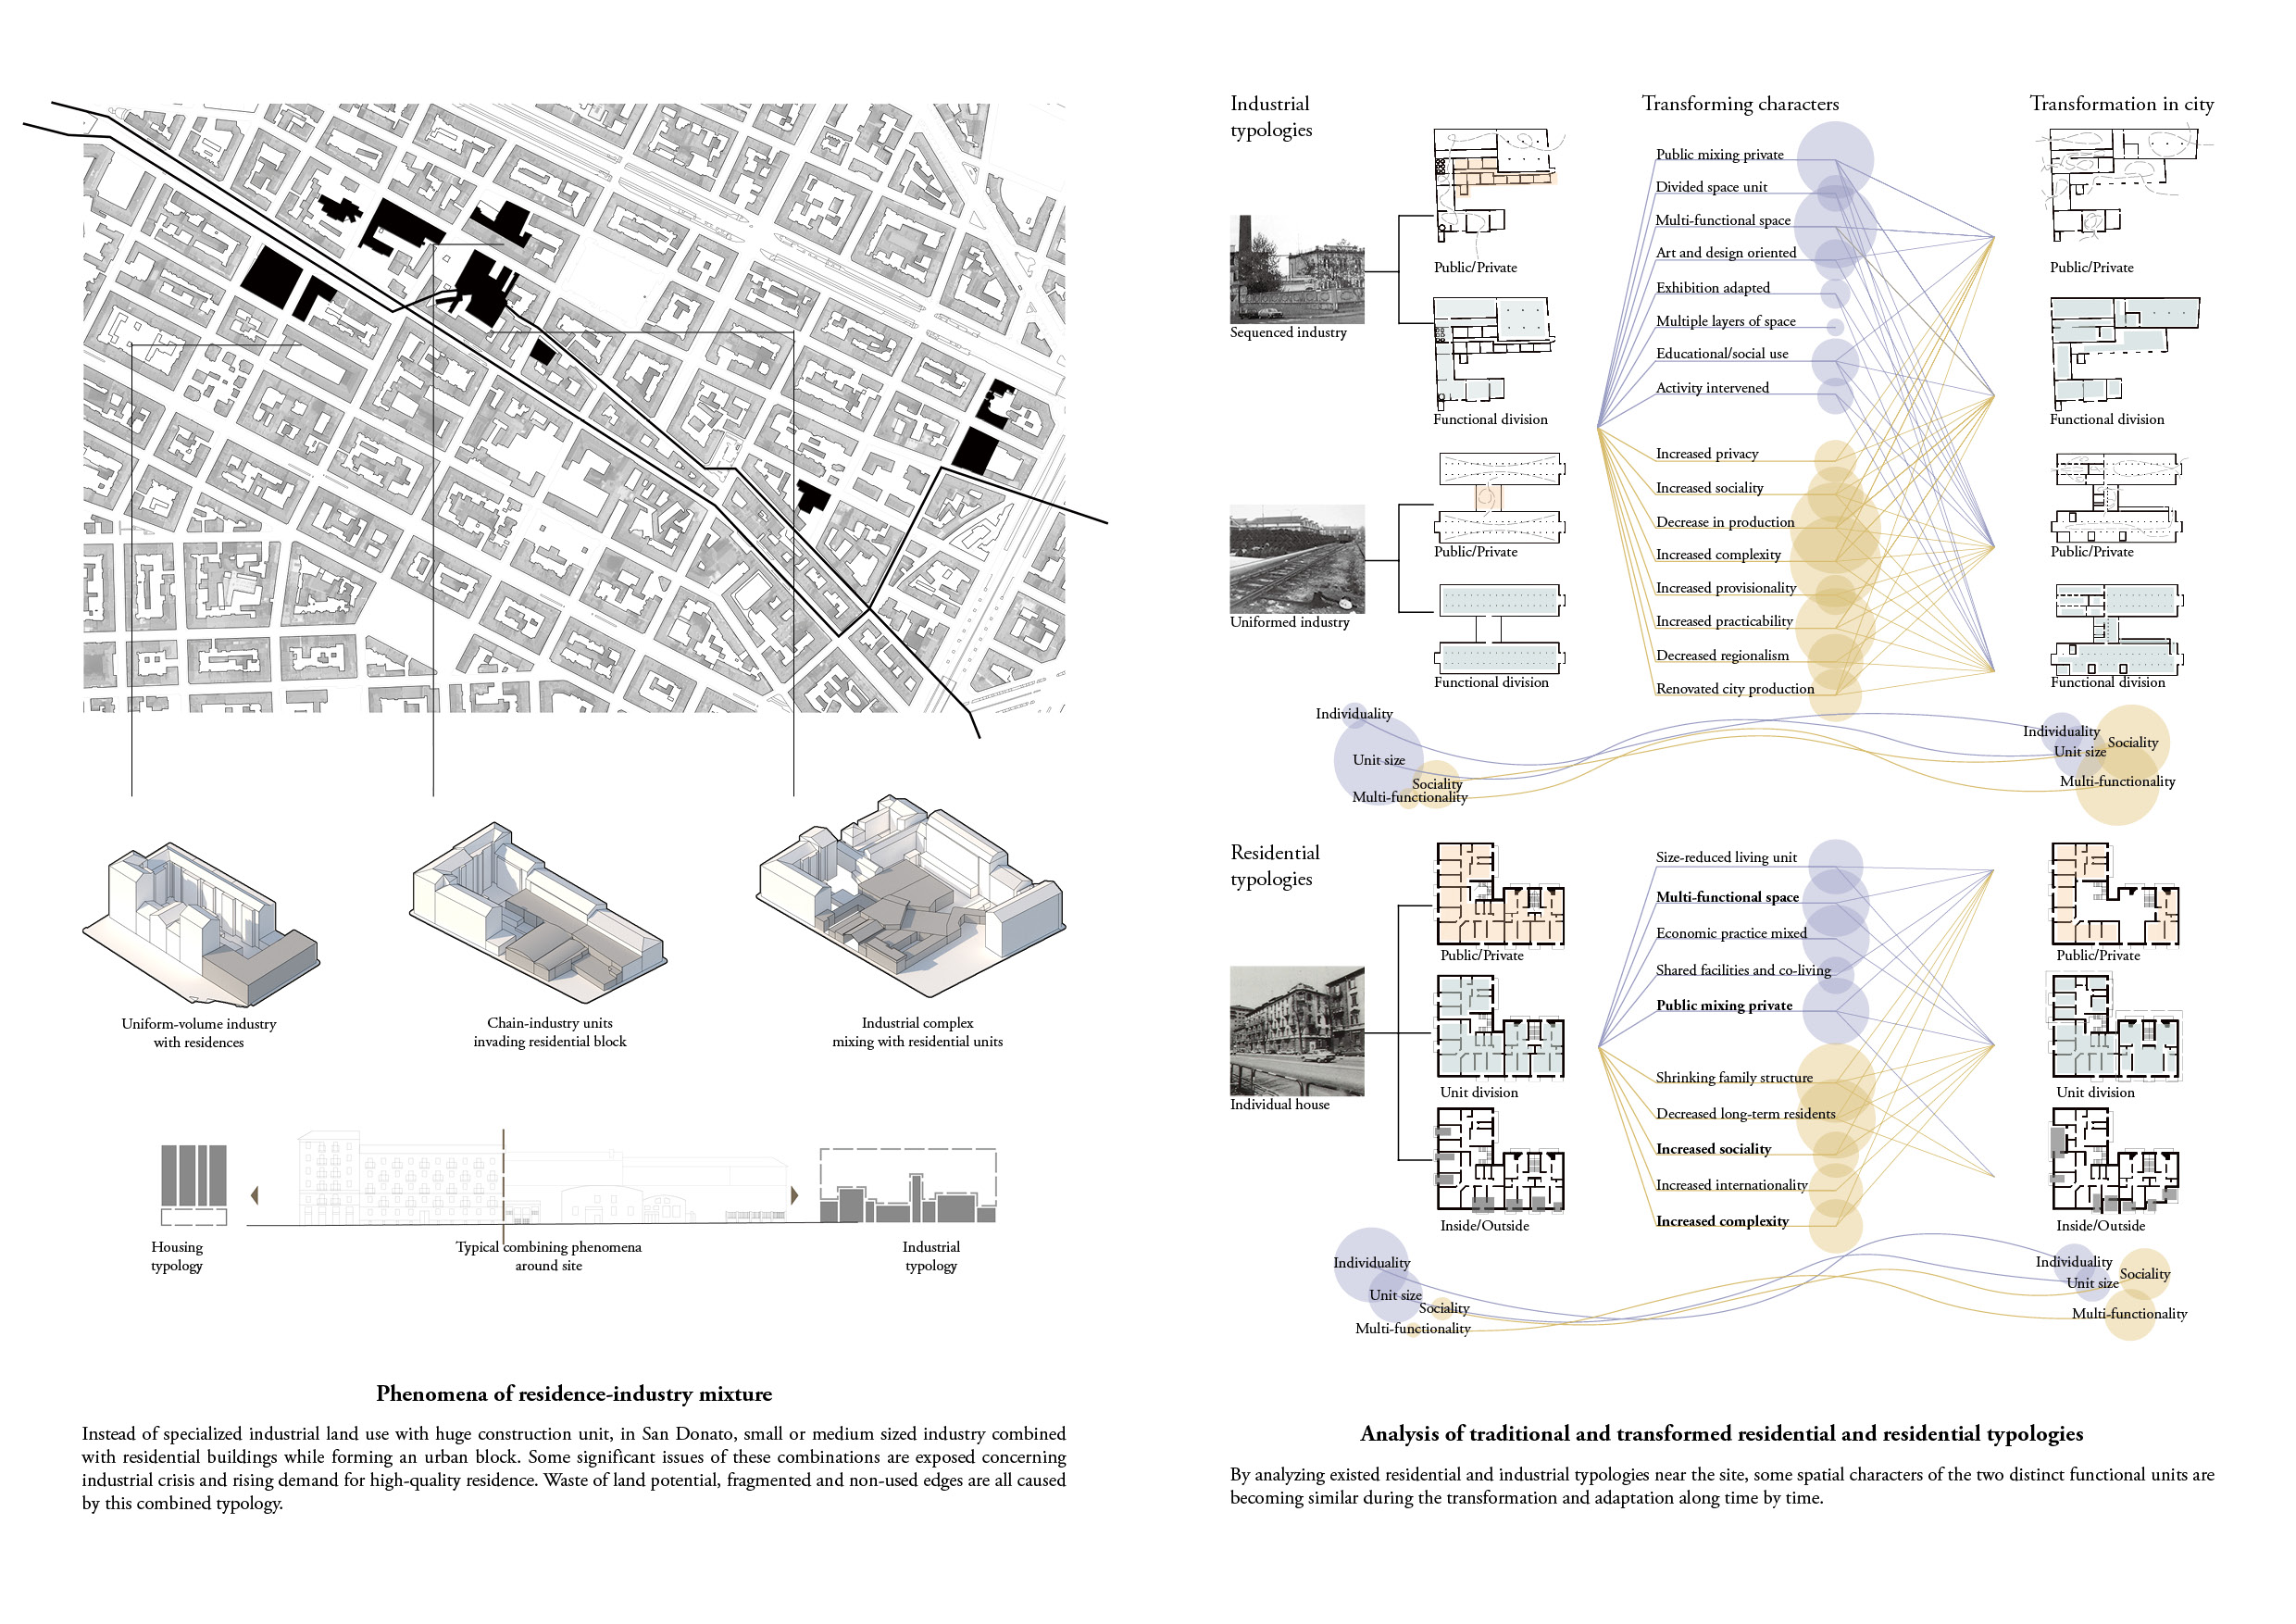 Uniform-volume industry
with residences
Chain-industry units
invading residential block
Industrial complex
mixing with residential units
Housing
typology
Typical combining phenomena
around site
Industrial
typology
Phenomena of residence-industry mixture
Instead of specialized industrial land use with huge construction unit, in San Donato, small or medium sized industry combined
with residential buildings while forming an urban block. Some significant issues of these combinations are exposed concerning
industrial crisis and rising demand for high-quality residence. Waste of land potential, fragmented and non-used edges are all caused
by this combined typology.
Industrial
typologies
Transforming characters
Transformation in city
Sequenced industry
Public/Private
Functional division
Uniformed industry
Public/Private
Functional division
Public mixing private
Divided space unit
Multi-functional space
Art and design oriented
Exhibition adapted
Multiple layers of space
Educational/social use
Activity intervened
Increased privacy
Increased sociality
Decrease in production
Increased complexity
Increased provisionality
Increased practicability
Decreased regionalism
Renovated city production
Public/Private
Functional division
Public/Private
Functional division
Individuality
Unit size
Sociality
Multi-functionality
Individuality
Unit size
Sociality
Multi-functionality
Residential
typologies
Individual house
Public/Private
Unit division
Inside/Outside
Size-reduced living unit
Multi-functional space
Economic practice mixed
Shared facilities and co-living
Public mixing private
Shrinking family structure
Decreased long-term residents
Increased sociality
Increased internationality
Increased complexity
Public/Private
Unit division
Inside/Outside
Individuality
Unit size
Sociality
Multi-functionality
Individuality
Unit size
Sociality
Multi-functionality
Analysis of traditional and transformed residential and residential typologies
By analyzing existed residential and industrial typologies near the site, some spatial characters of the two distinct functional units are
becoming similar during the transformation and adaptation along time by time.